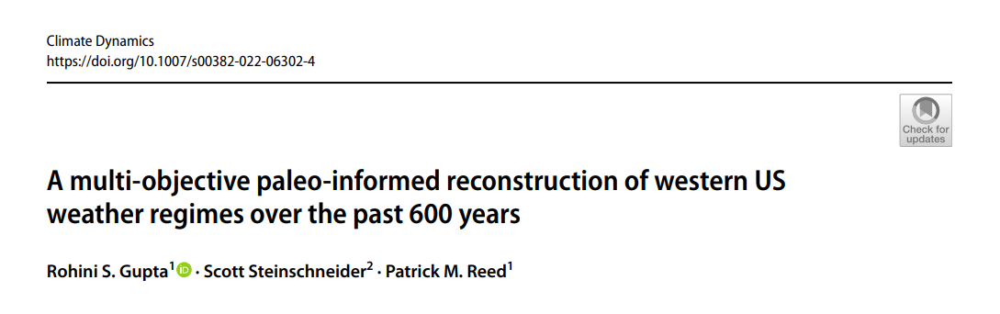 Climate Dynamics
https://doi.org/10.1007/s00382-022-06302-4
Check for
updates
A multi-objective paleo-informed reconstruction of western US
weather regimes over the past 600 years
Rohini S. Gupta1 iD · Scott Steinschneider2 · Patrick M. Reed1